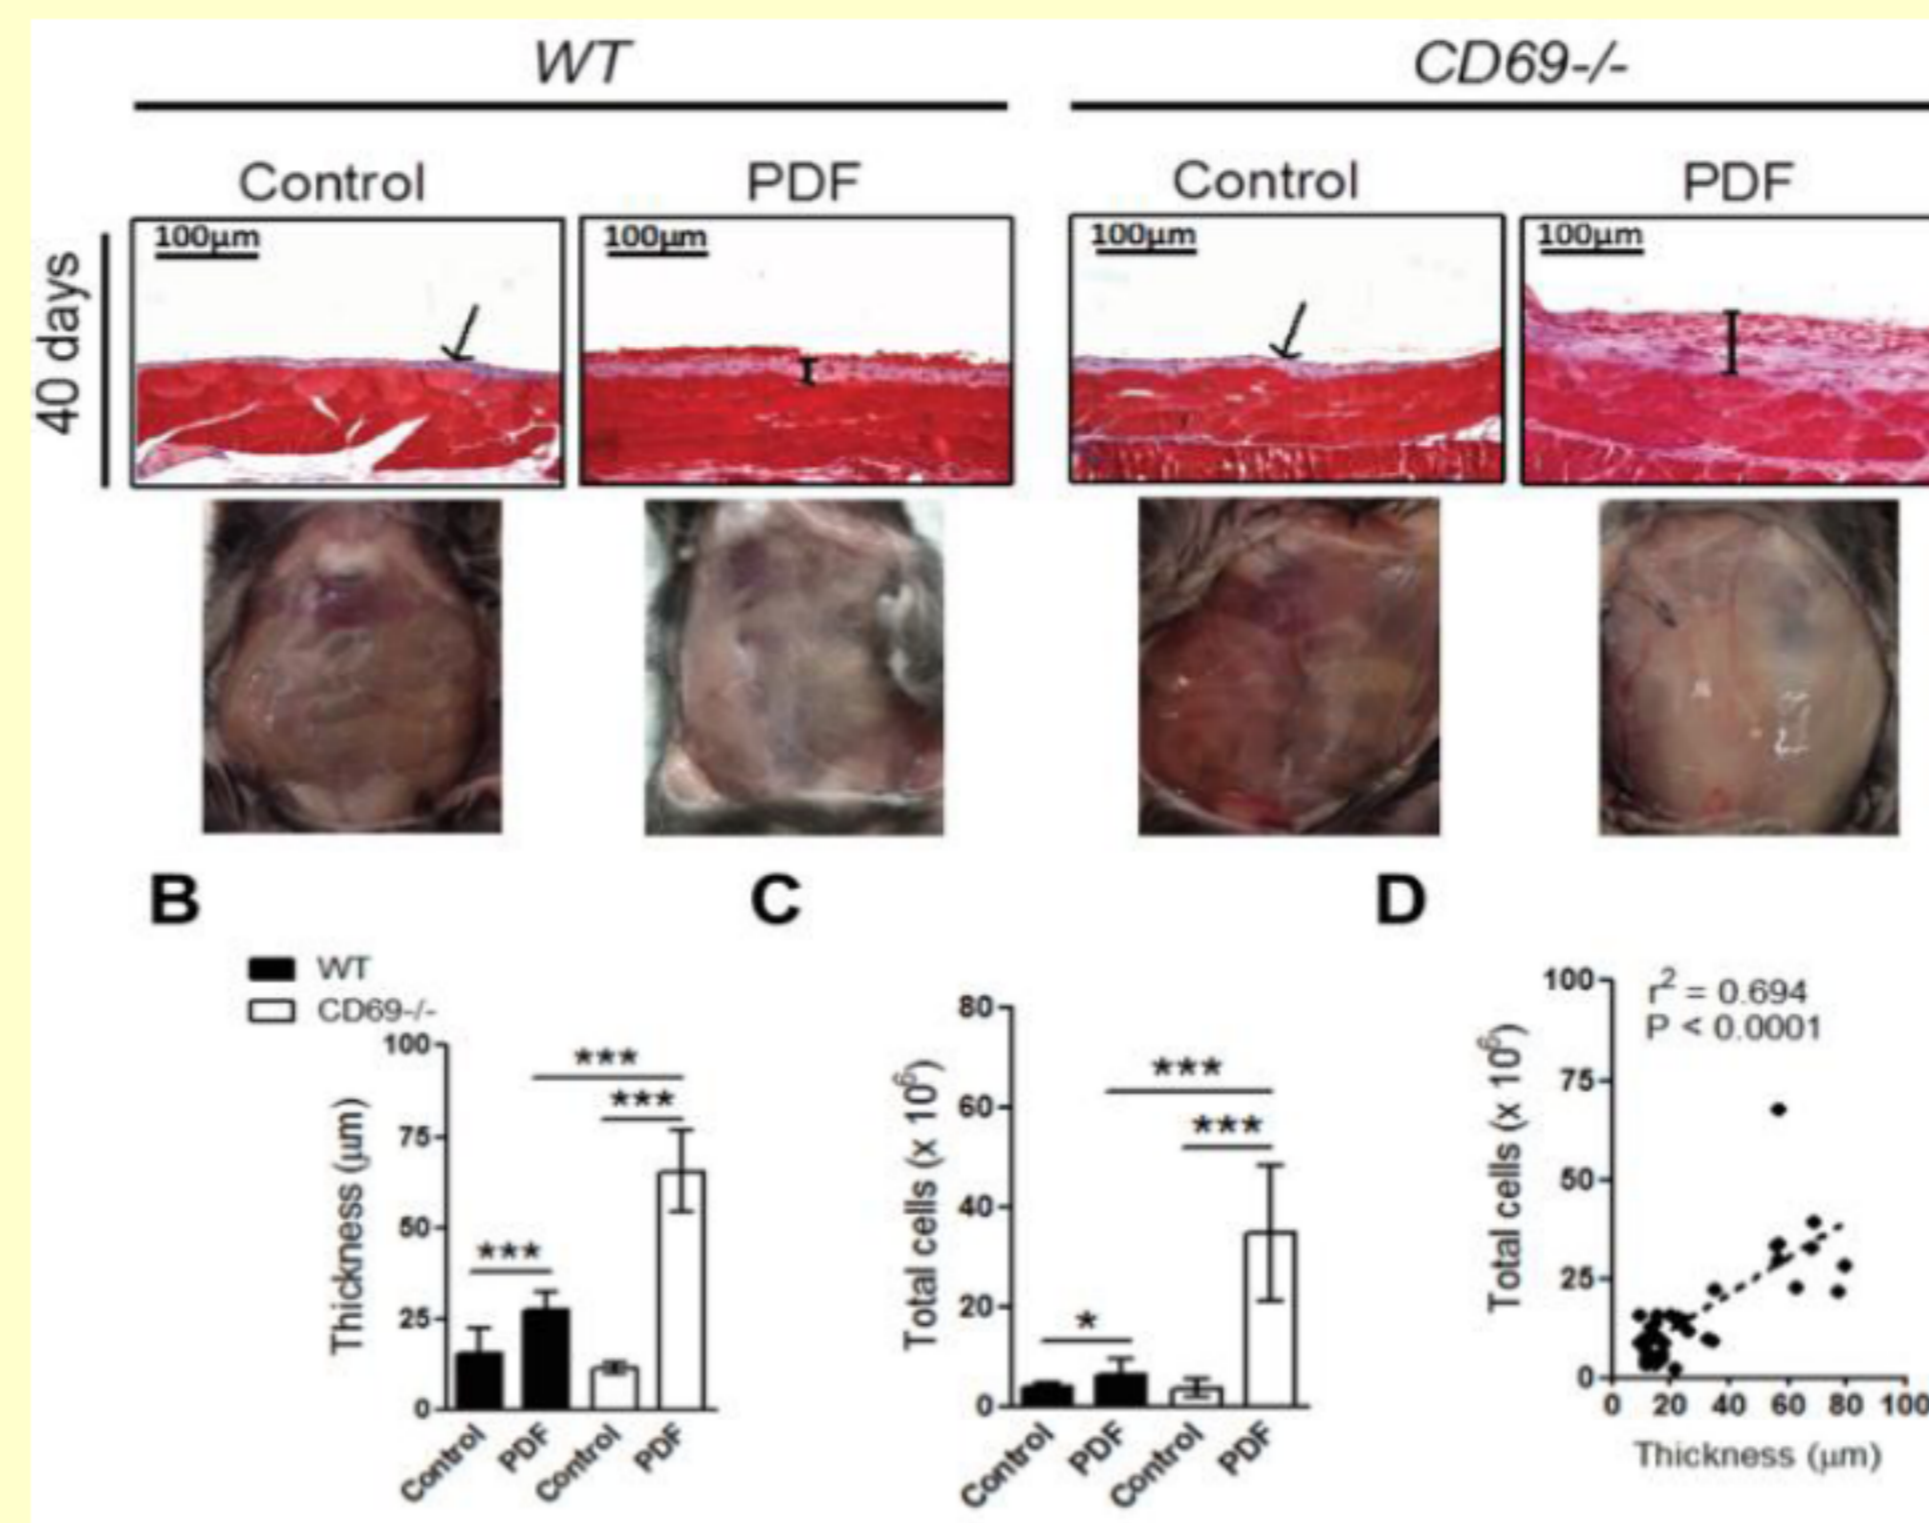 WT
CD69-/-
Control
PDF
Control
PDF
40 days
100µm
100µm
100µm
100µm
B
C
D
WT
CD69-/-
Thickness (µm)
100
75
50
25
0
***
***
***
Control
PDF
Control
PDF
Total cells (x 10⁶)
80
60
40
20
0
***
***
*
Control
PDF
Control
PDF
r² = 0.694
P < 0.0001
Total cells (x 10⁶)
100
75
50
25
0
0 20 40 60 80 100
Thickness (µm)